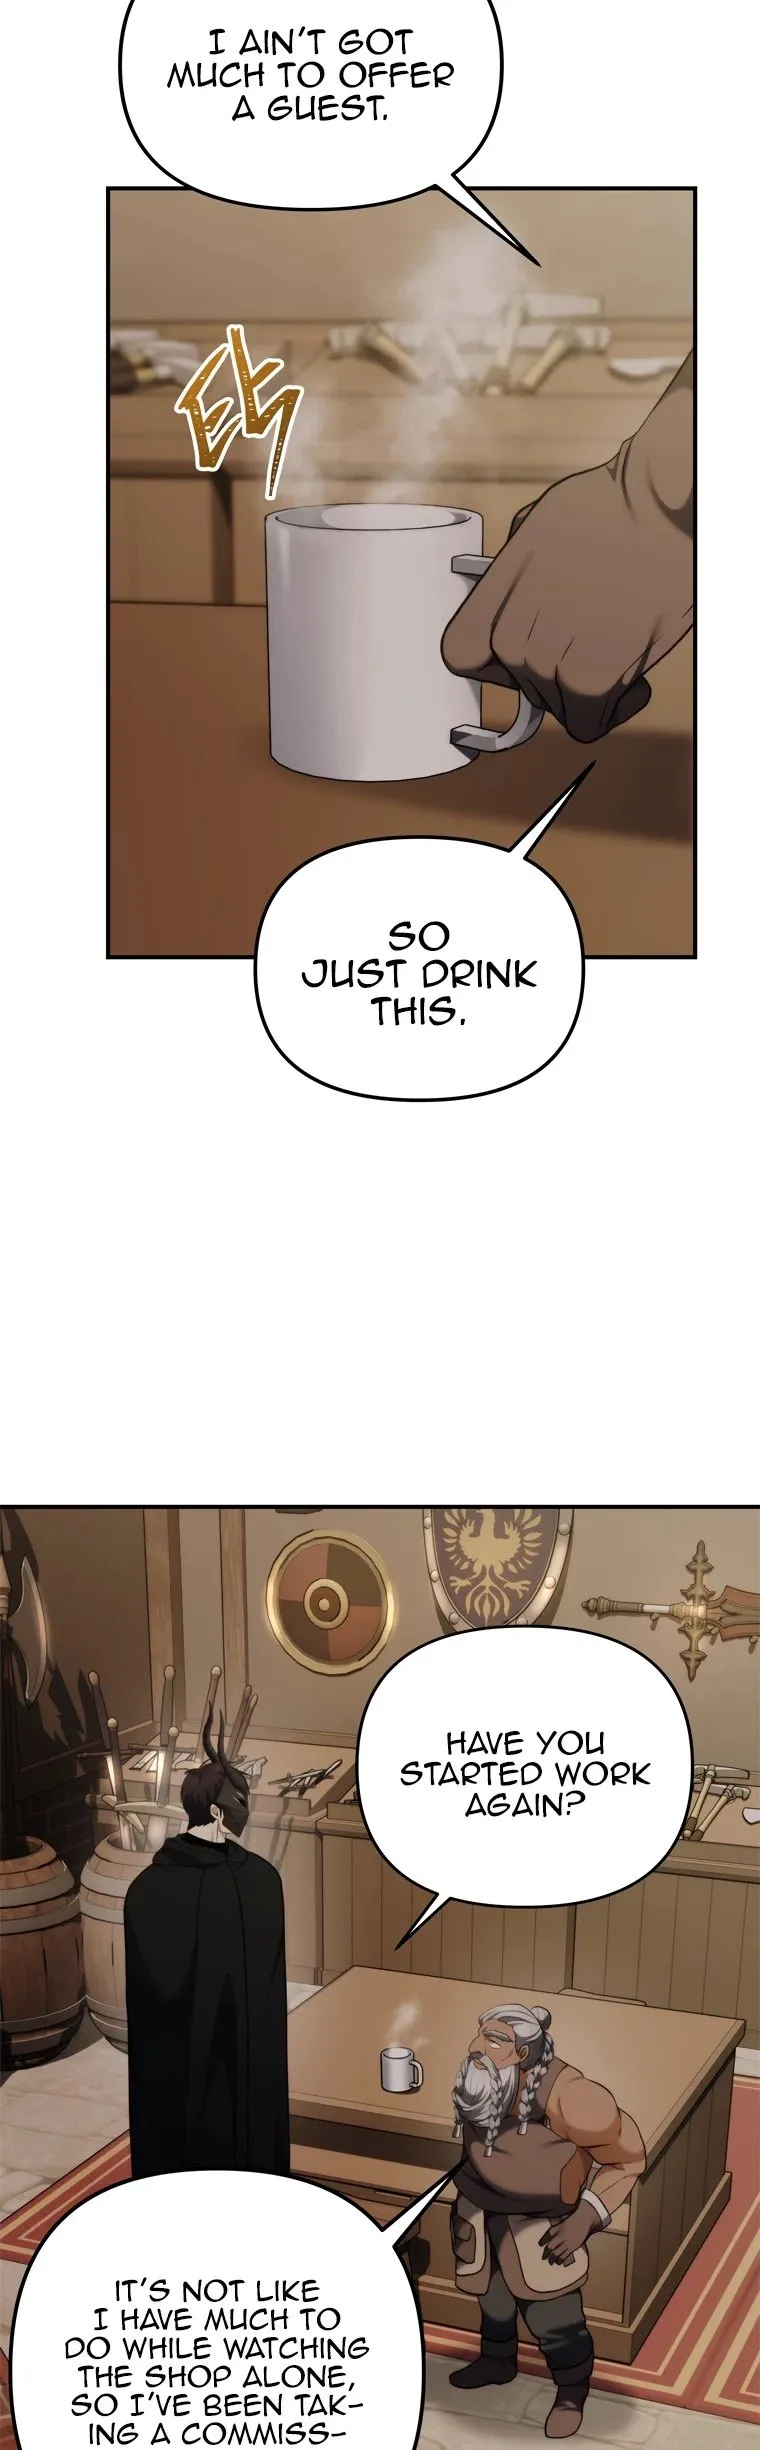 I AIN'T GOT
MUCH TO OFFER
A GUEST.
탁
SO
JUST DRINK
THIS.
HAVE YOU
STARTED WORK
AGAIN?
IT'S NOT LIKE
I HAVE MUCH TO
DO WHILE WATCHING
THE SHOP ALONE,
SO I'VE BEEN TAK-
ING A COMMISS-